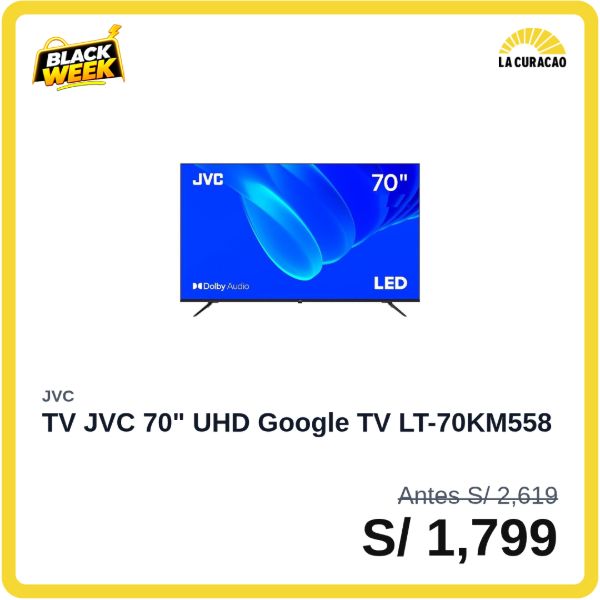 BLACK
WEEK
LA CURACAO
JVC
70"
Dolby Audio
LED
JVC
TV JVC 70" UHD Google TV LT-70KM558
Antes S/ 2,619
S/ 1,799